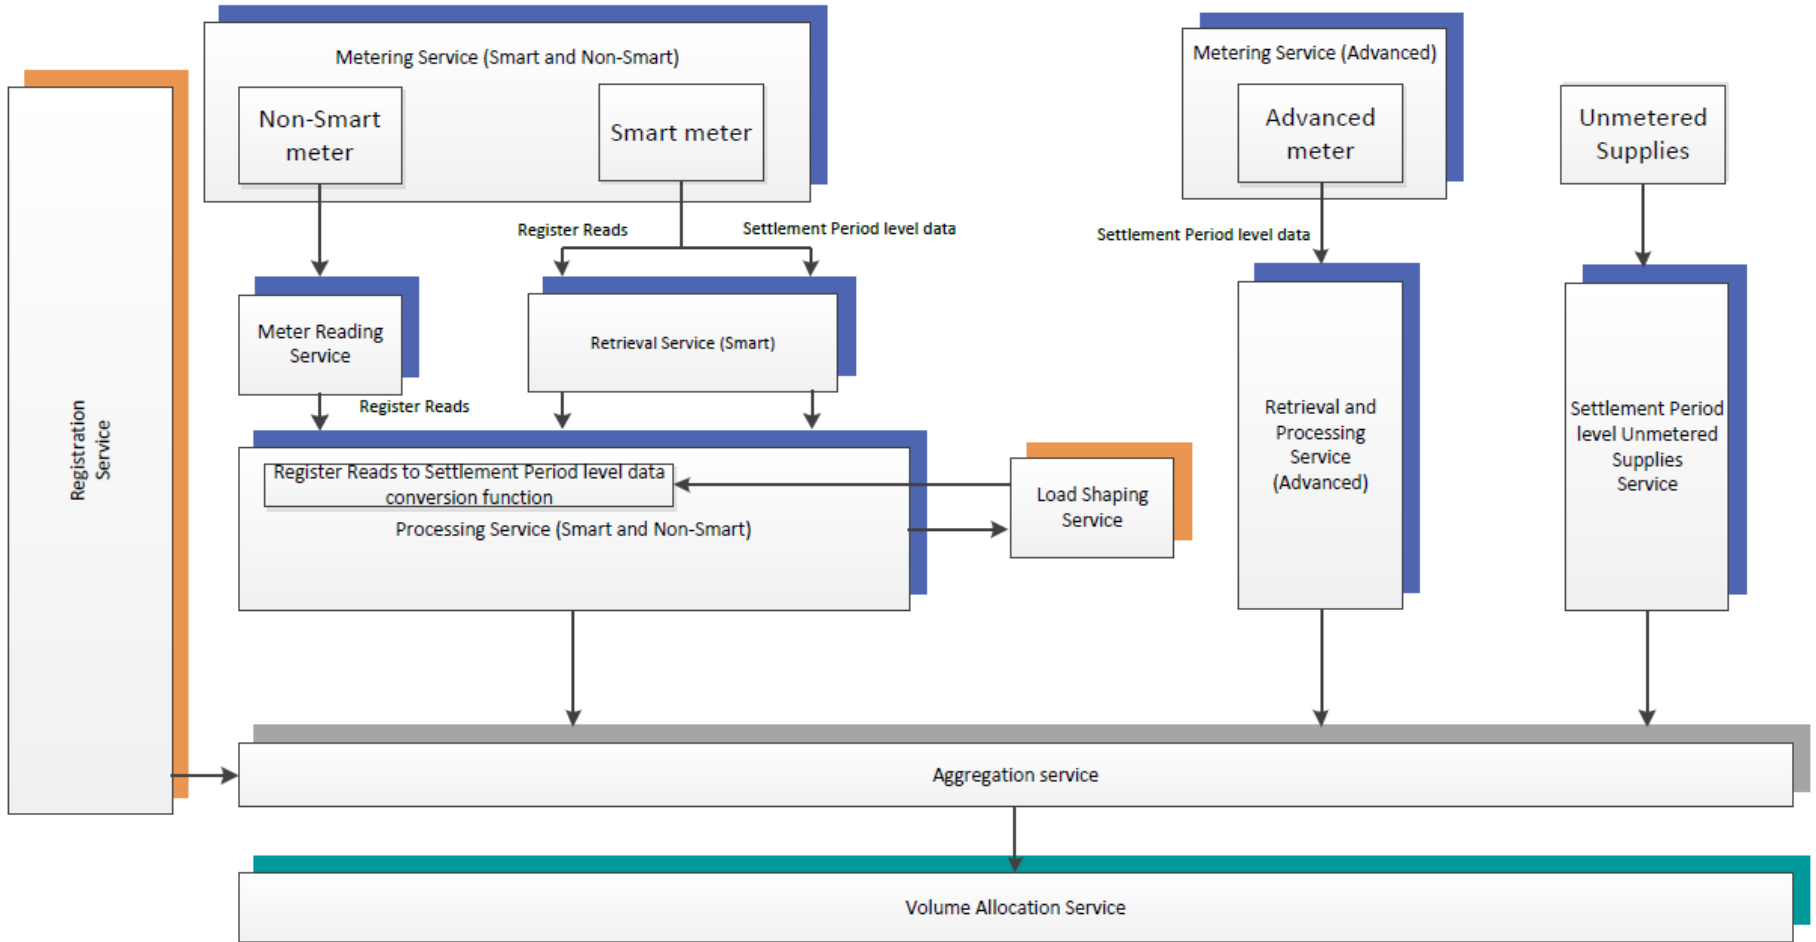 Metering Service (Smart and Non-Smart)
Non-Smart
meter
Smart meter
Metering Service (Advanced)
Advanced
meter
Unmetered
Supplies
Register Reads
Settlement Period level data
Settlement Period level data
Meter Reading
Service
Retrieval Service (Smart)
Register Reads
Registration
Service
Register Reads to Settlement Period level data
conversion function
Processing Service (Smart and Non-Smart)
Load Shaping
Service
Retrieval and
Processing
Service
(Advanced)
Settlement Period
level Unmetered
Supplies
Service
Aggregation service
Volume Allocation Service